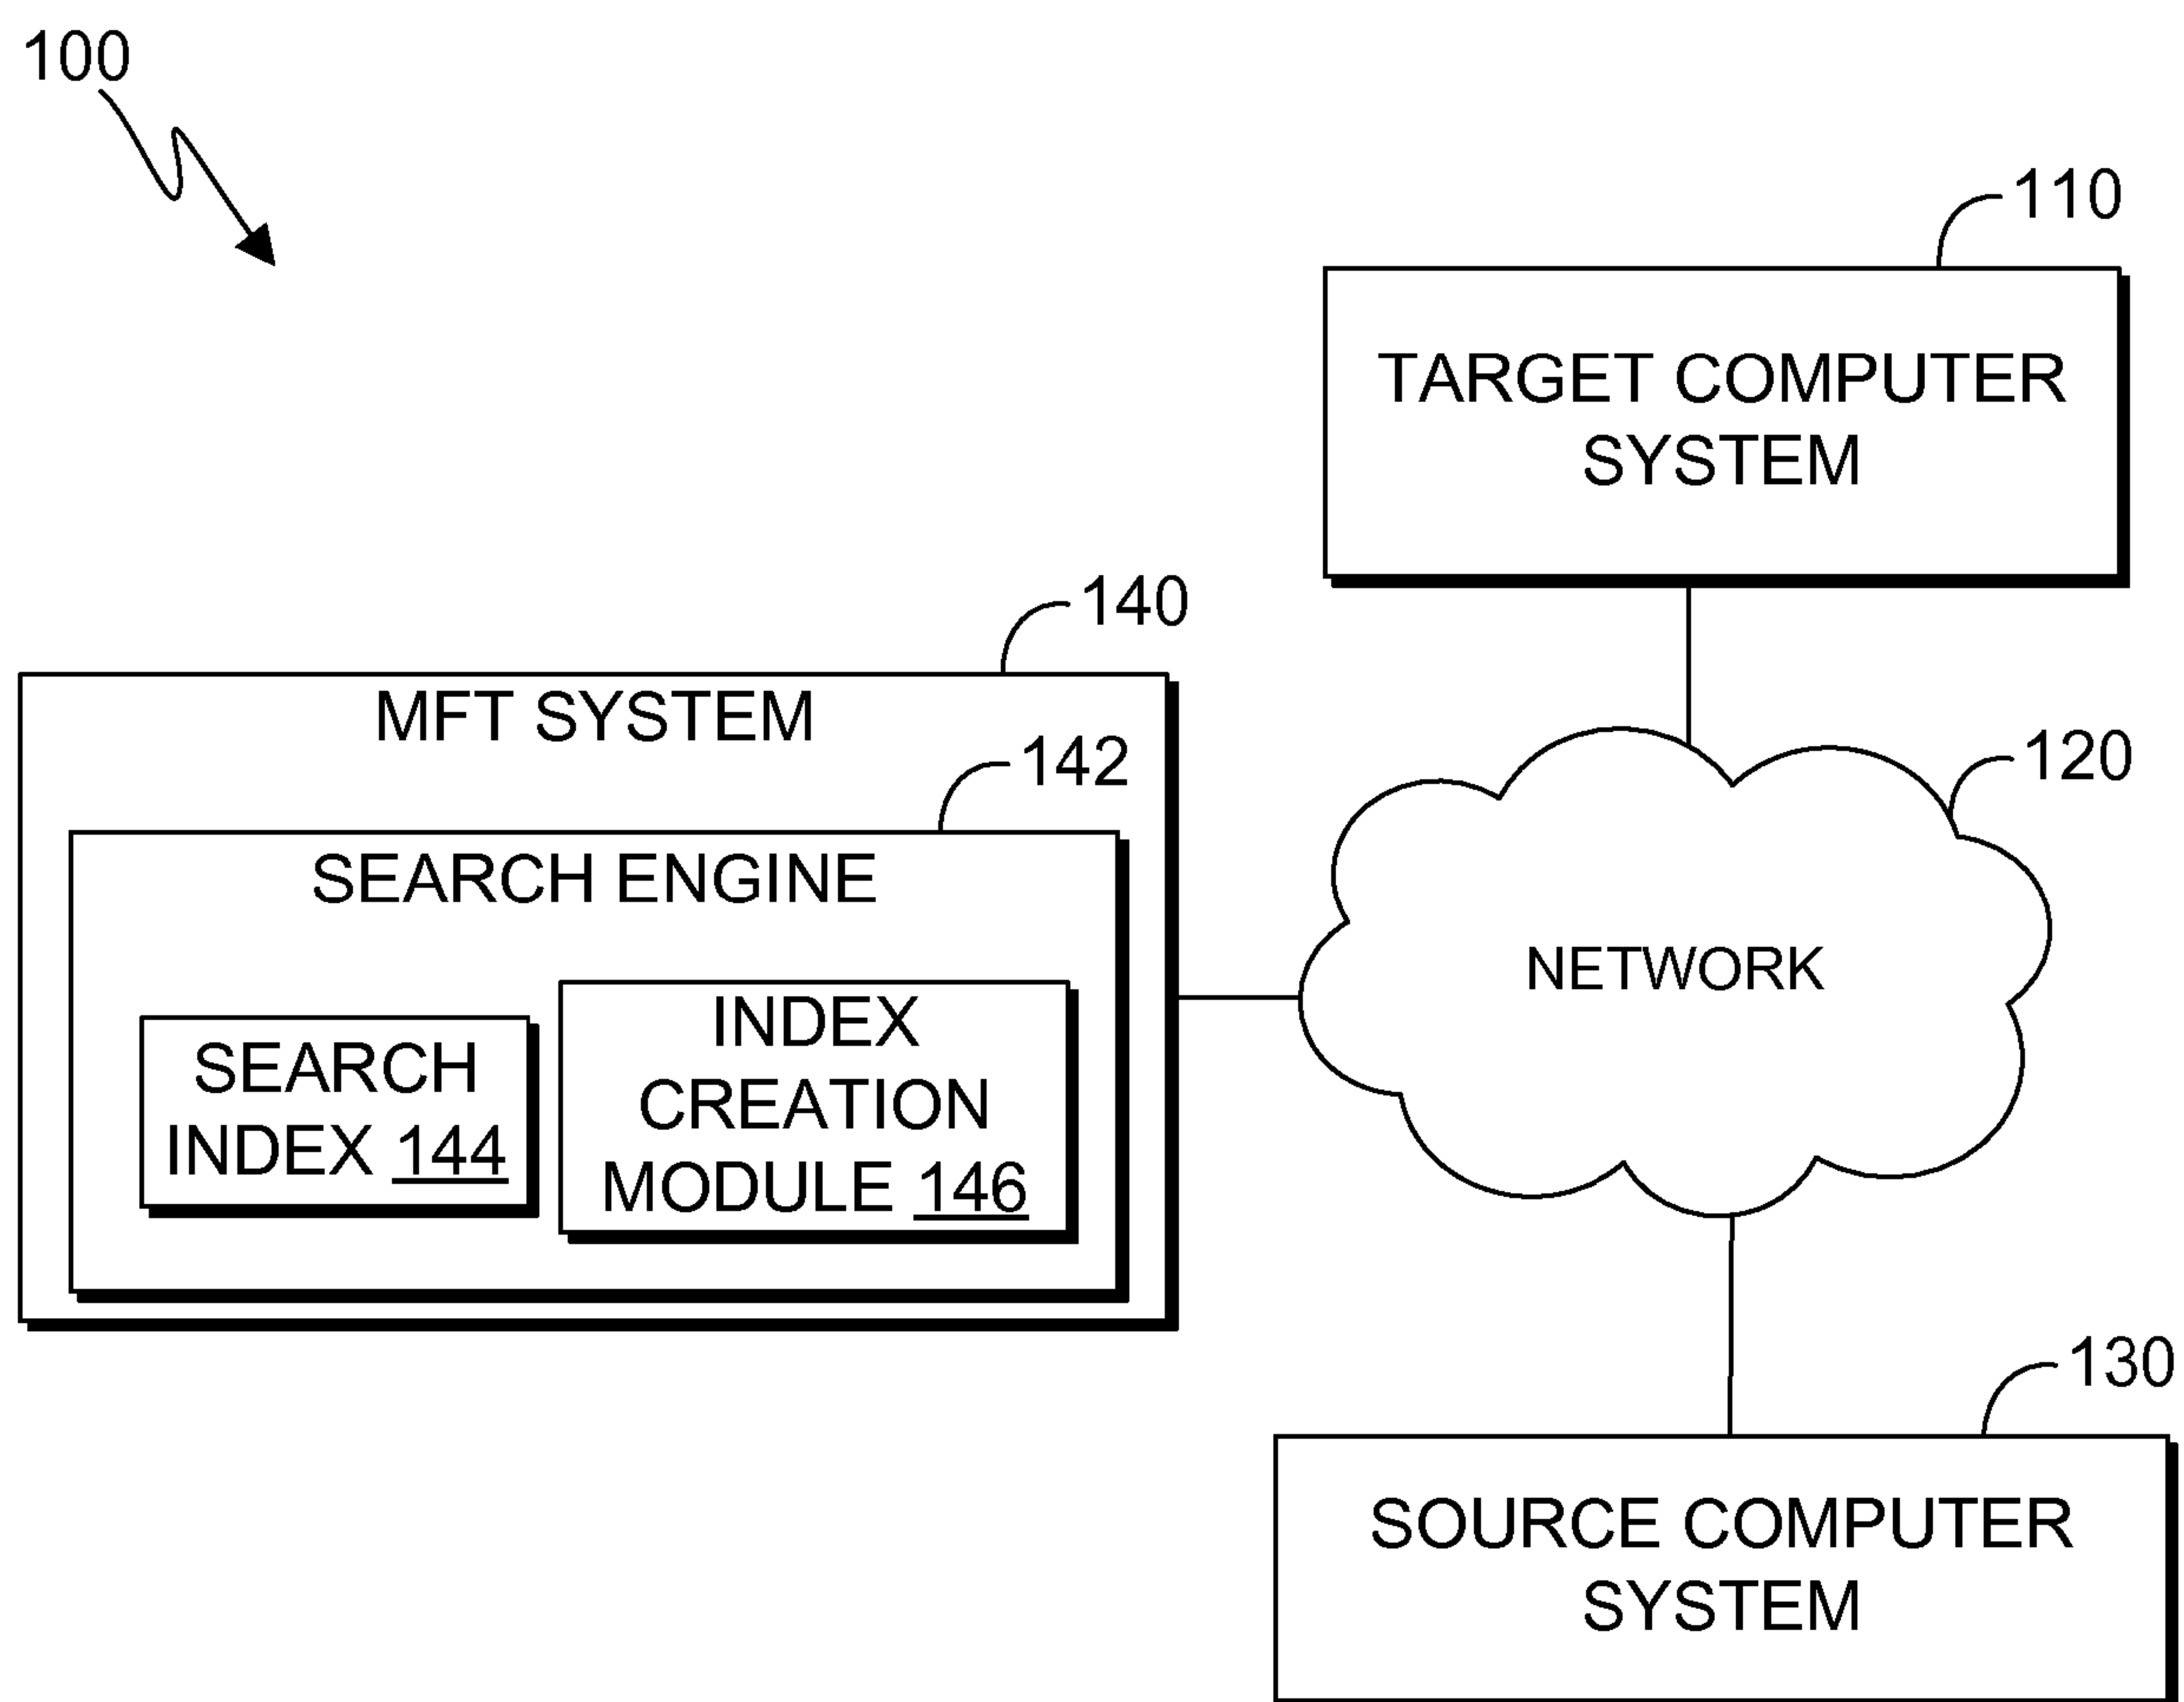 100
110
TARGET COMPUTER
SYSTEM
140
MFT SYSTEM
142
SEARCH ENGINE
SEARCH
INDEX 144
INDEX
CREATION
MODULE 146
120
NETWORK
130
SOURCE COMPUTER
SYSTEM